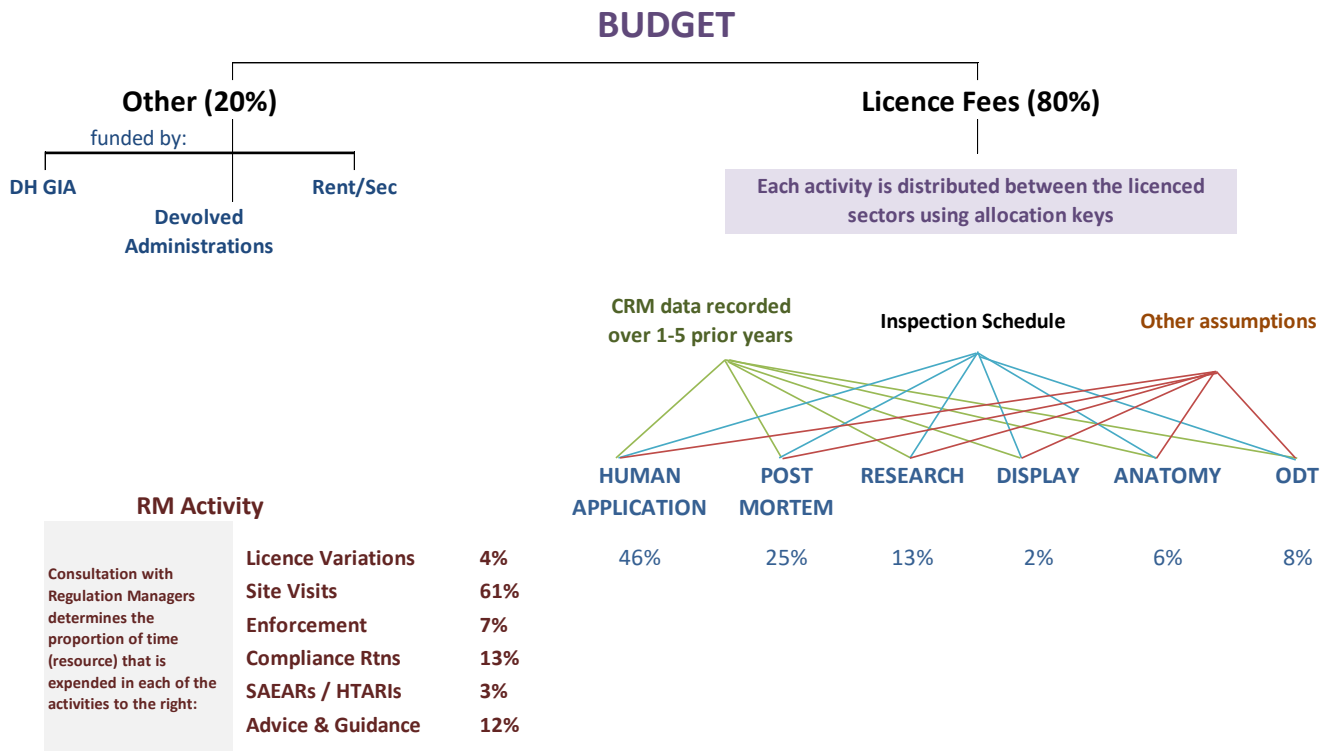 BUDGET
Other (20%)
Licence Fees (80%)
funded by:
DH GIA
Rent/Sec
Devolved
Administrations
Each activity is distributed between the licenced
sectors using allocation keys
CRM data recorded
over 1-5 prior years
Inspection Schedule
Other assumptions
HUMAN
APPLICATION
POST
MORTEM
RESEARCH
DISPLAY
ANATOMY
ODT
RM Activity
Consultation with
Regulation Managers
determines the
proportion of time
(resource) that is
expended in each of the
activities to the right:
Licence Variations 4%
Site Visits 61%
Enforcement 7%
Compliance Rtns 13%
SAEARs / HTARIs 3%
Advice & Guidance 12%
46% 25% 13% 2% 6% 8%